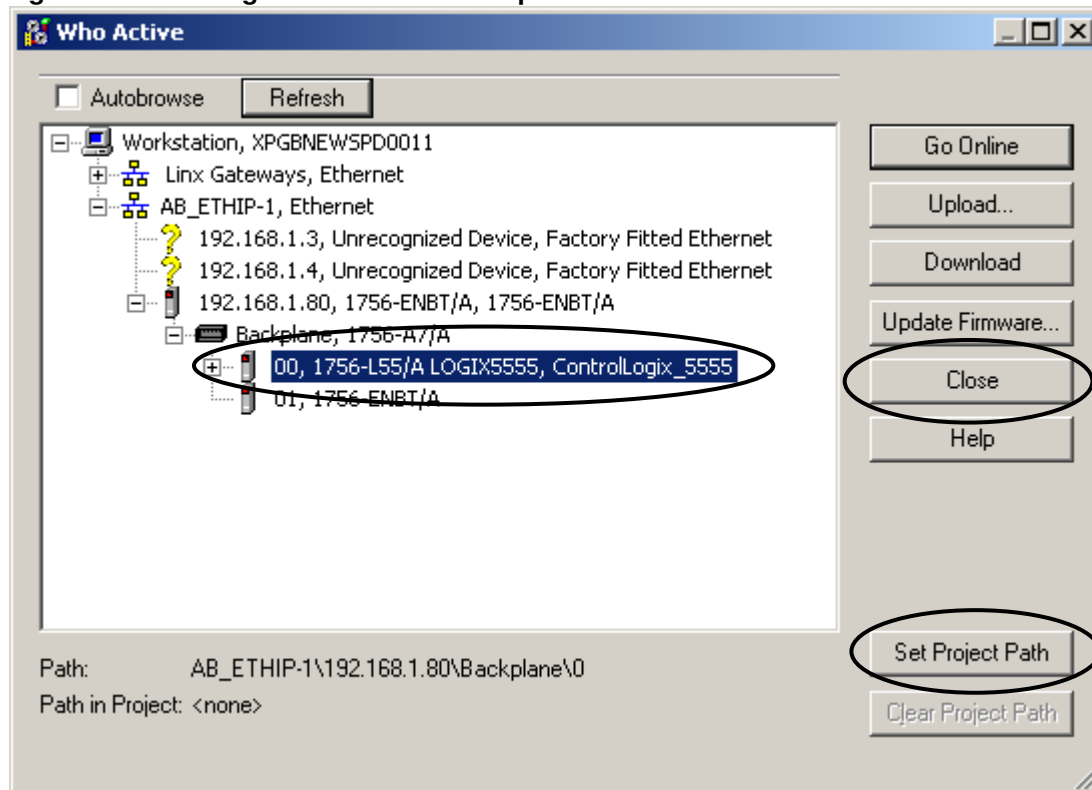 Who Active
Autobrowse Refresh
Workstation, XPGBNEWSPD0011
Linx Gateways, Ethernet
AB_ETHIP-1, Ethernet
192.168.1.3, Unrecognized Device, Factory Fitted Ethernet
192.168.1.4, Unrecognized Device, Factory Fitted Ethernet
192.168.1.80, 1756-ENBT/A, 1756-ENBT/A
Backplane, 1756-A7/A
00, 1756-L55/A LOGIX5555, ControlLogix_5555
01, 1756-ENBT/A
Go Online
Upload...
Download
Update Firmware...
Close
Help
Set Project Path
Clear Project Path
Path: AB_ETHIP-1\192.168.1.80\Backplane\0
Path in Project: <none>